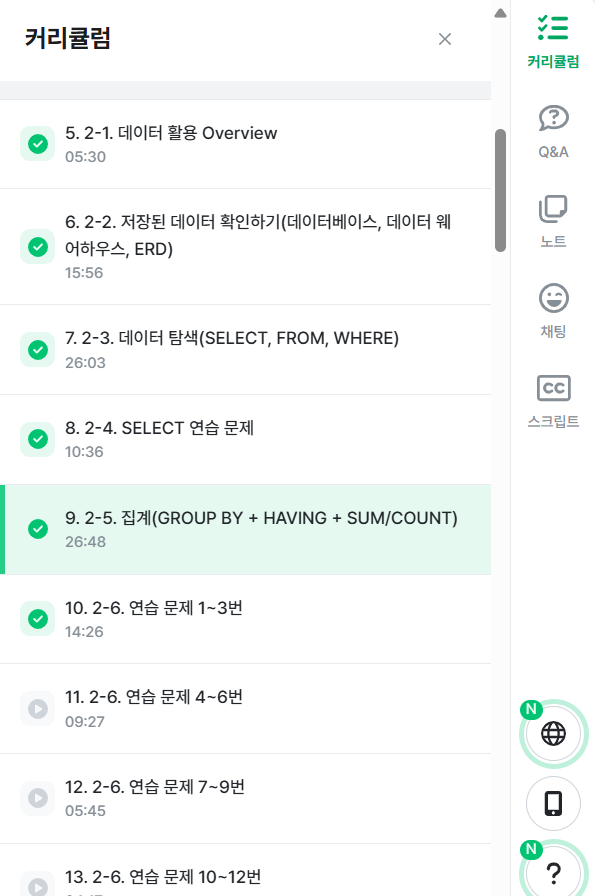 커리큘럼
5. 2-1. 데이터 활용 Overview
05:30
6. 2-2. 저장된 데이터 확인하기(데이터베이스, 데이터 웨
어하우스, ERD)
15:56
7. 2-3. 데이터 탐색(SELECT, FROM, WHERE)
26:03
8. 2-4. SELECT 연습 문제
10:36
9. 2-5. 집계(GROUP BY + HAVING + SUM/COUNT)
26:48
10. 2-6. 연습 문제 1~3번
14:26
11. 2-6. 연습 문제 4~6번
09:27
12. 2-6. 연습 문제 7~9번
05:45
13. 2-6. 연습 문제 10~12번
커리큘럼
Q&A
노트
채팅
CC
스크립트
N
N
?